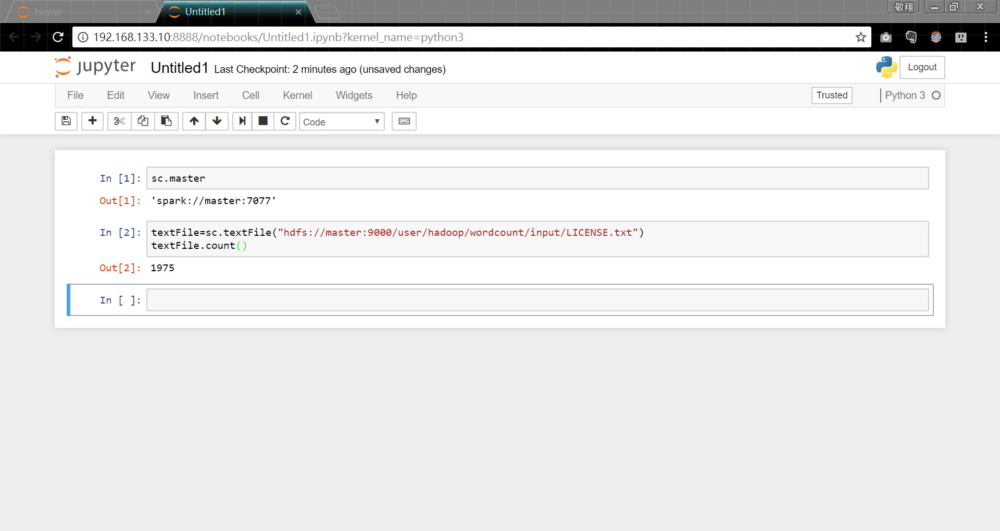 Home
Untitled1
敬翔
192.168.133.10:8888/notebooks/Untitled1.ipynb?kernel_name=python3
jupyter Untitled1 Last Checkpoint: 2 minutes ago (unsaved changes) Logout
File Edit View Insert Cell Kernel Widgets Help Trusted Python 3
Code
In [1]: sc.master
Out[1]: 'spark://master:7077'
In [2]: textFile=sc.textFile("hdfs://master:9000/user/hadoop/wordcount/input/LICENSE.txt")
textFile.count()
Out[2]: 1975
In [ ]: